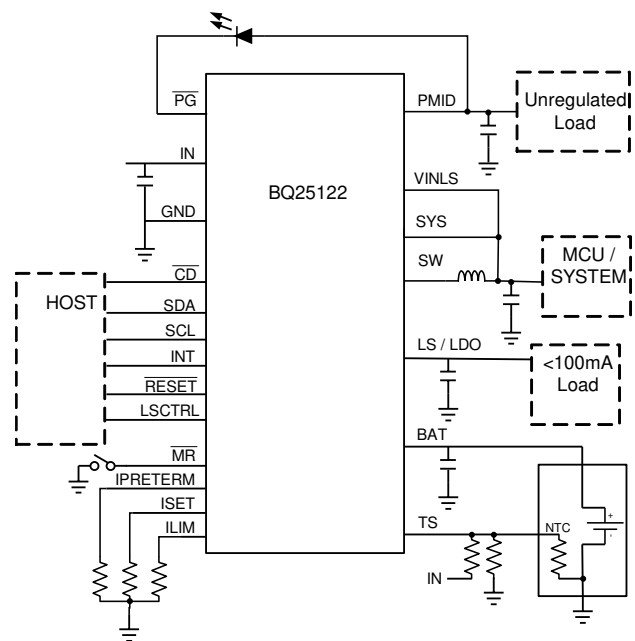 PG
PMID
Unregulated
Load
IN
BQ25122
VINLS
GND
SYS
SW
MCU /
SYSTEM
HOST
CD
SDA
SCL
INT
RESET
LSCTRL
LS / LDO
<100mA
Load
MR
BAT
IPRETERM
ISET
ILIM
TS
NTC
+
-
IN